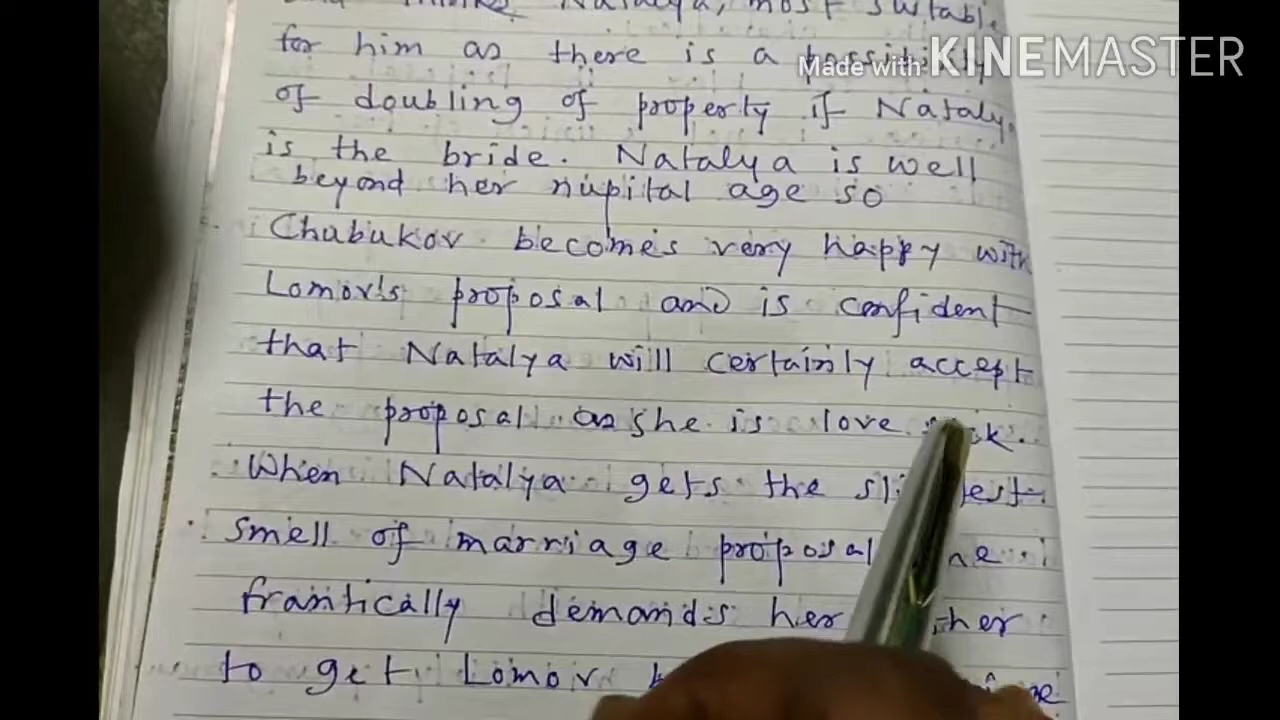 Natalya, most suitabl
for him as there is a
Made with KINEMASTER
of doubling of property if Nataly
is the bride. Natalya is well
beyond her nupital age so
Chubukov becomes very happy with
Lomov's proposal and is confident
that Natalya will certainly accept
the proposal as she is love
When Natalya gets the
smell of marriage proposal
frantically demands her
to get Lomov